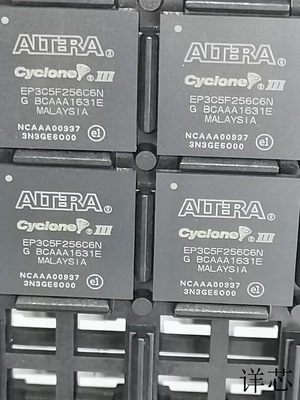 ALTERA®
Cyclone® III
EP3C5F256C6N
G BCAAA1631E
MALAYSIA
NCAAA00937
3N3GE6000
e1
ALTERA®
Cyclone® III
EP3C5F256C6N
G BCAAA1631E
MALAYSIA
NCAAA00937
3N3GE6000
e1
ALTERA®
Cyclone® III
EP3C5F256C6N
G BCAAA1631E
MALAYSIA
NCAAA00937
3N3GE6000
e1
ALTERA®
Cyclone® III
EP3C5F256C6N
G BCAAA1631E
MALAYSIA
NCAAA00937
3N3GE6000
e1
详芯